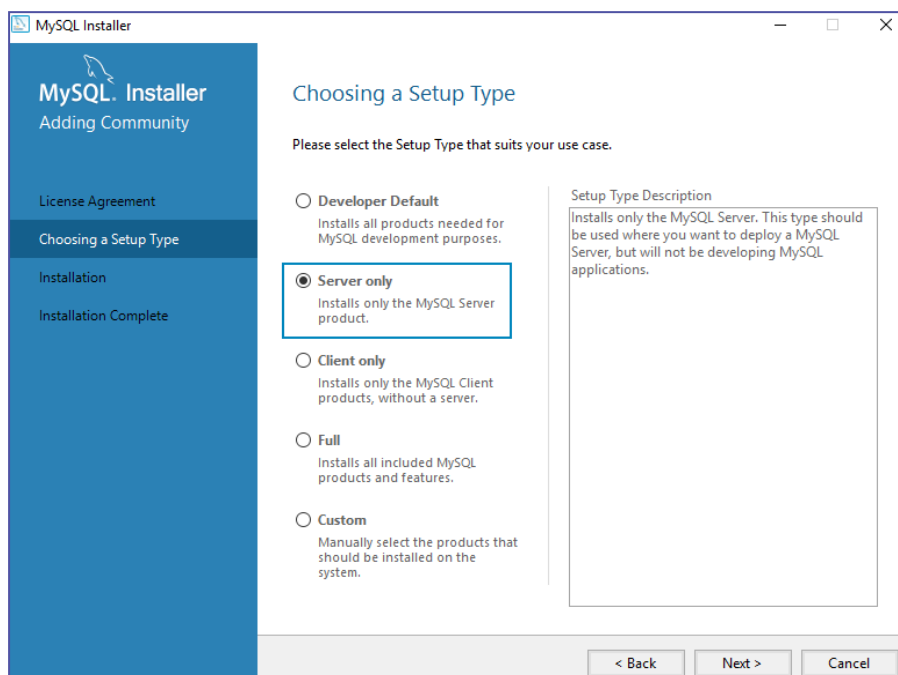 MySQL Installer
MySQL. Installer
Adding Community
License Agreement
Choosing a Setup Type
Installation
Installation Complete
Choosing a Setup Type
Please select the Setup Type that suits your use case.
Developer Default
Installs all products needed for
MySQL development purposes.
Server only
Installs only the MySQL Server
product.
Client only
Installs only the MySQL Client
products, without a server.
Full
Installs all included MySQL
products and features.
Custom
Manually select the products that
should be installed on the
system.
Setup Type Description
Installs only the MySQL Server. This type should
be used where you want to deploy a MySQL
Server, but will not be developing MySQL
applications.
< Back
Next >
Cancel